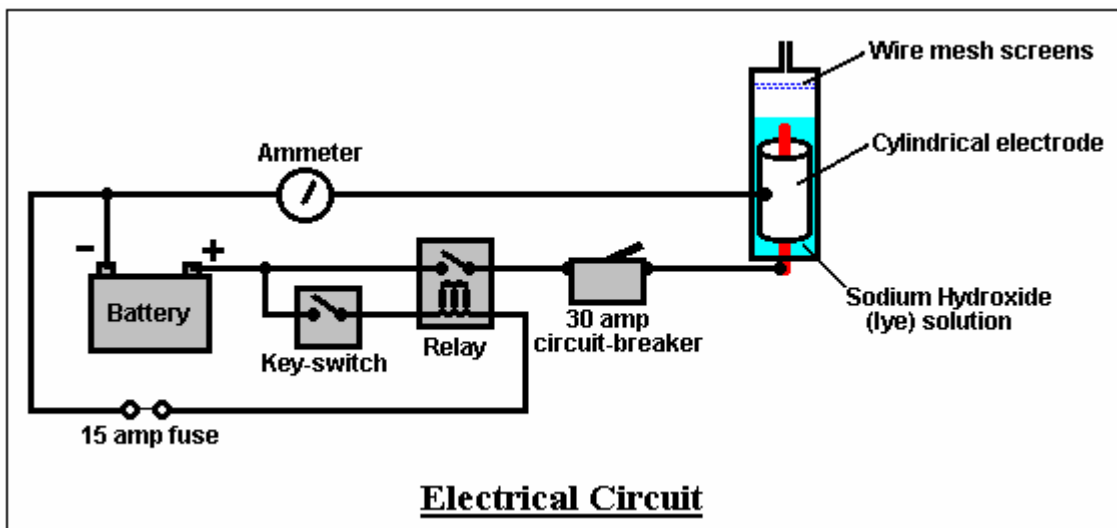 Wire mesh screens
Ammeter
Cylindrical electrode
- +
Battery
Key-switch
Relay
30 amp
circuit-breaker
Sodium Hydroxide
(lye) solution
15 amp fuse
Electrical Circuit